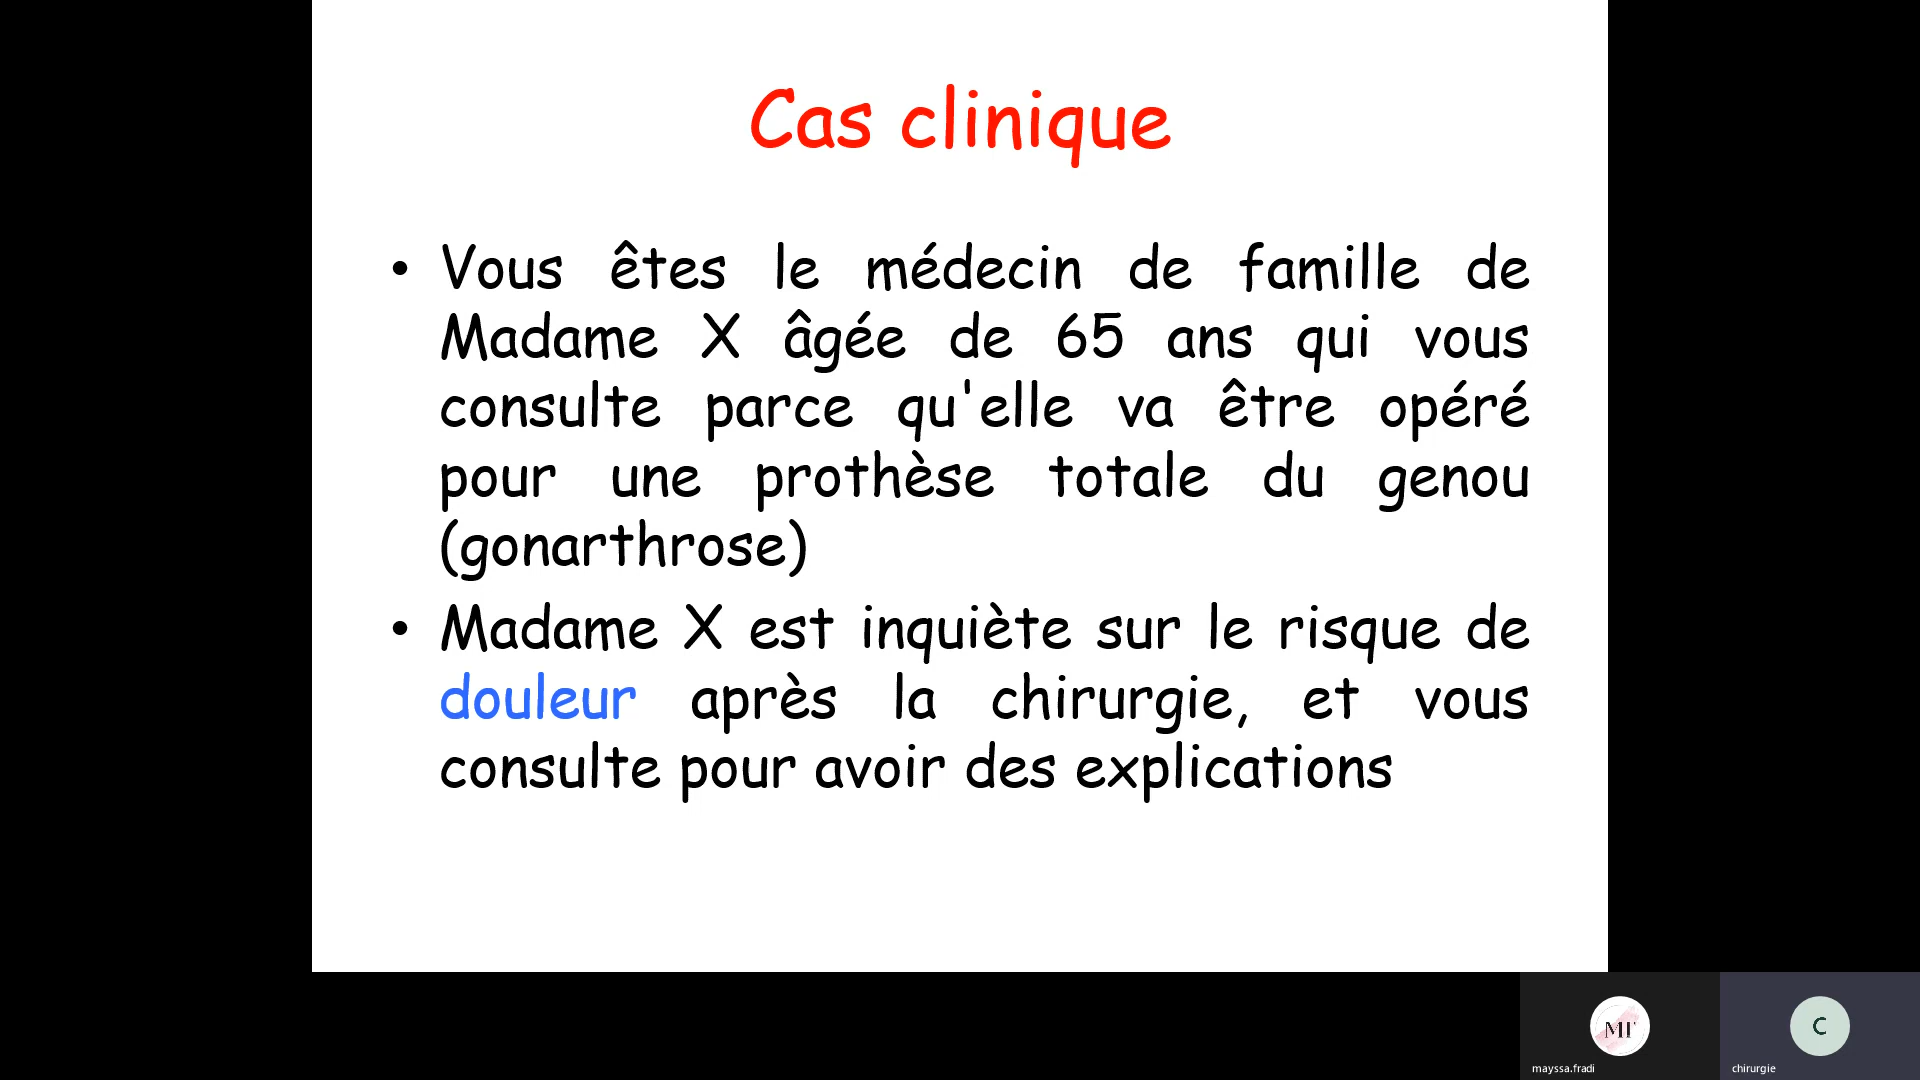 Cas clinique
• Vous êtes le médecin de famille de
Madame X âgée de 65 ans qui vous
consulte parce qu'elle va être opéré
pour une prothèse totale du genou
(gonarthrose)
• Madame X est inquiète sur le risque de
douleur après la chirurgie, et vous
consulte pour avoir des explications
MF
C
mayssa.fradi
chirurgie